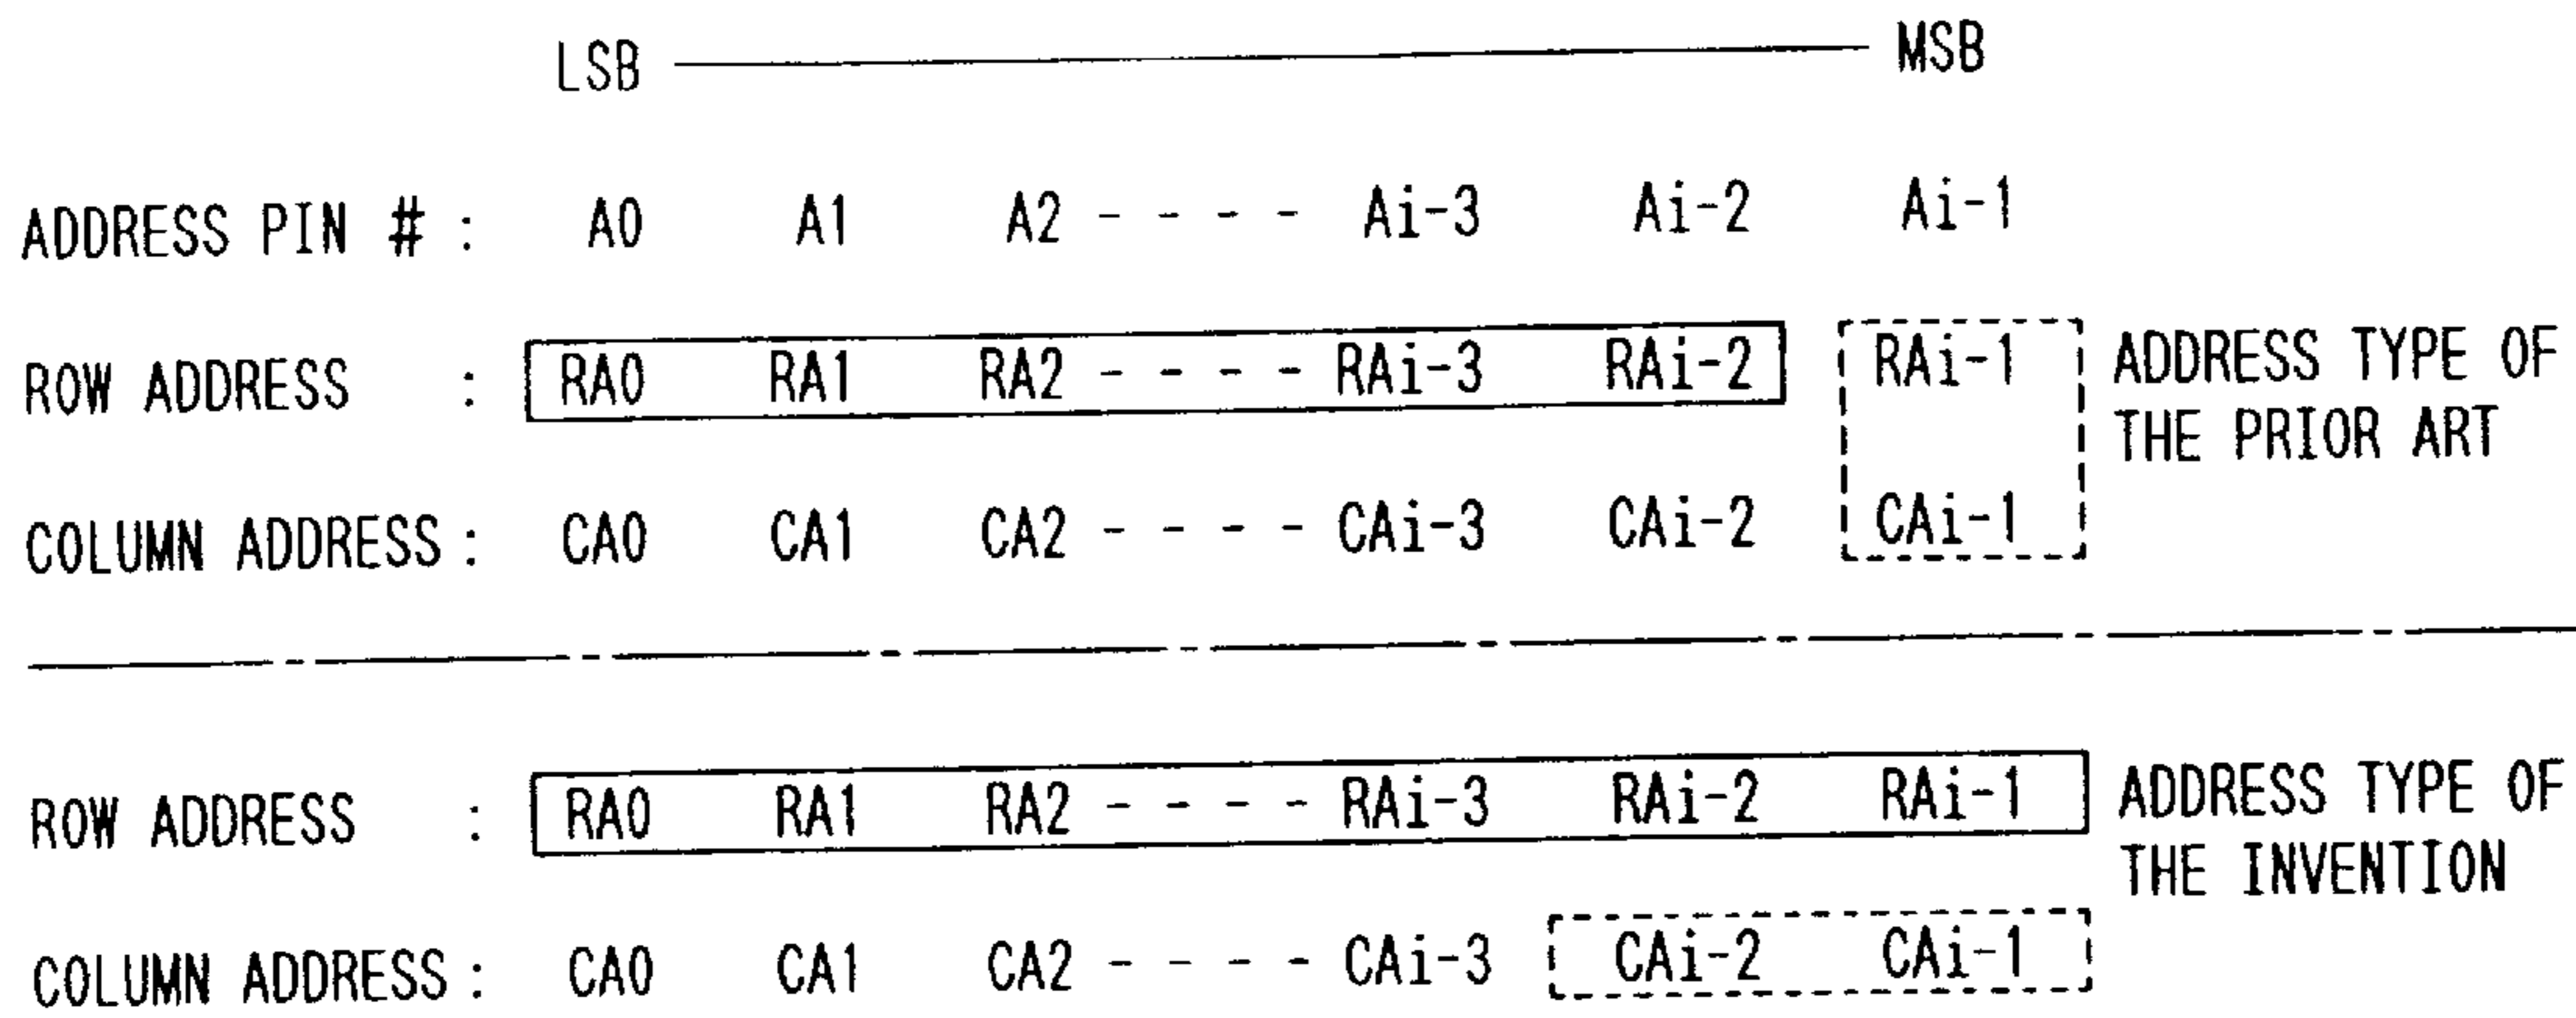 LSB MSB
ADDRESS PIN # : A0 A1 A2 - - - - Ai-3 Ai-2 Ai-1
ROW ADDRESS : RA0 RA1 RA2 - - - - RAi-3 RAi-2 RAi-1 ADDRESS TYPE OF
THE PRIOR ART
COLUMN ADDRESS : CA0 CA1 CA2 - - - - CAi-3 CAi-2 CAi-1
ROW ADDRESS : RA0 RA1 RA2 - - - - RAi-3 RAi-2 RAi-1 ADDRESS TYPE OF
THE INVENTION
COLUMN ADDRESS : CA0 CA1 CA2 - - - - CAi-3 CAi-2 CAi-1